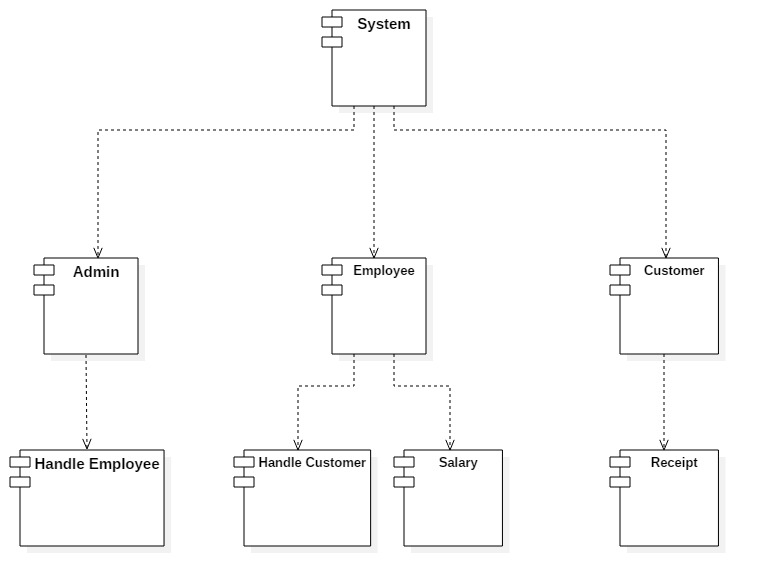 System
Admin
Employee
Customer
Handle Employee
Handle Customer
Salary
Receipt